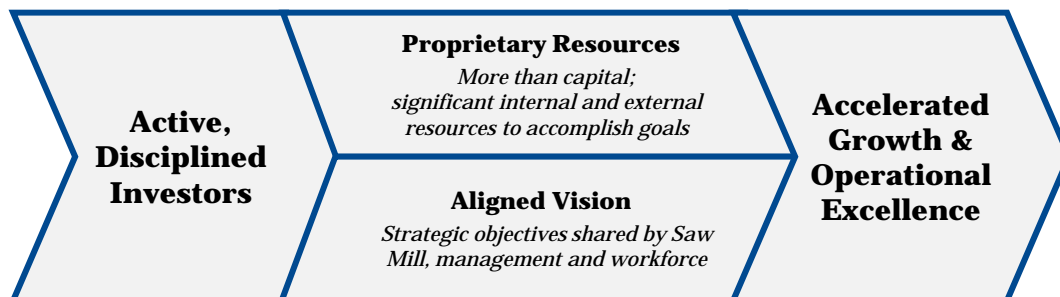 Active,
Disciplined
Investors
Proprietary Resources
More than capital;
significant internal and external
resources to accomplish goals
Aligned Vision
Strategic objectives shared by Saw
Mill, management and workforce
Accelerated
Growth &
Operational
Excellence